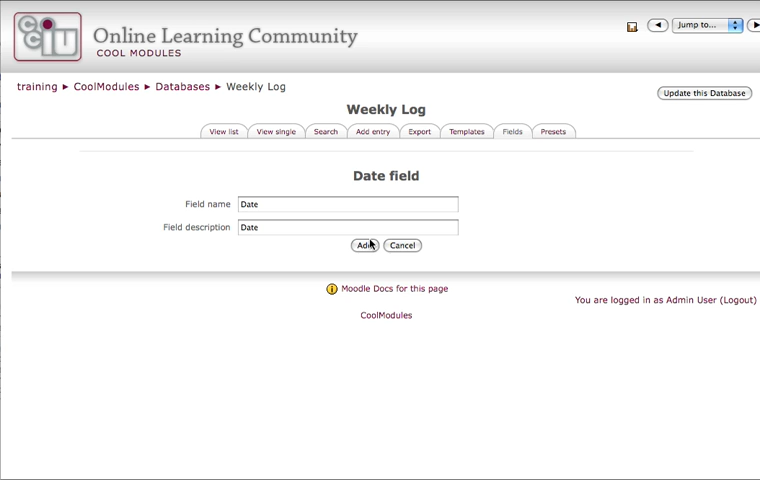 cciu
Online Learning Community
COOL MODULES
Jump to...
training ► CoolModules ► Databases ► Weekly Log
Update this Database
Weekly Log
View list View single Search Add entry Export Templates Fields Presets
Date field
Field name Date
Field description Date
Add Cancel
Moodle Docs for this page
You are logged in as Admin User (Logout)
CoolModules